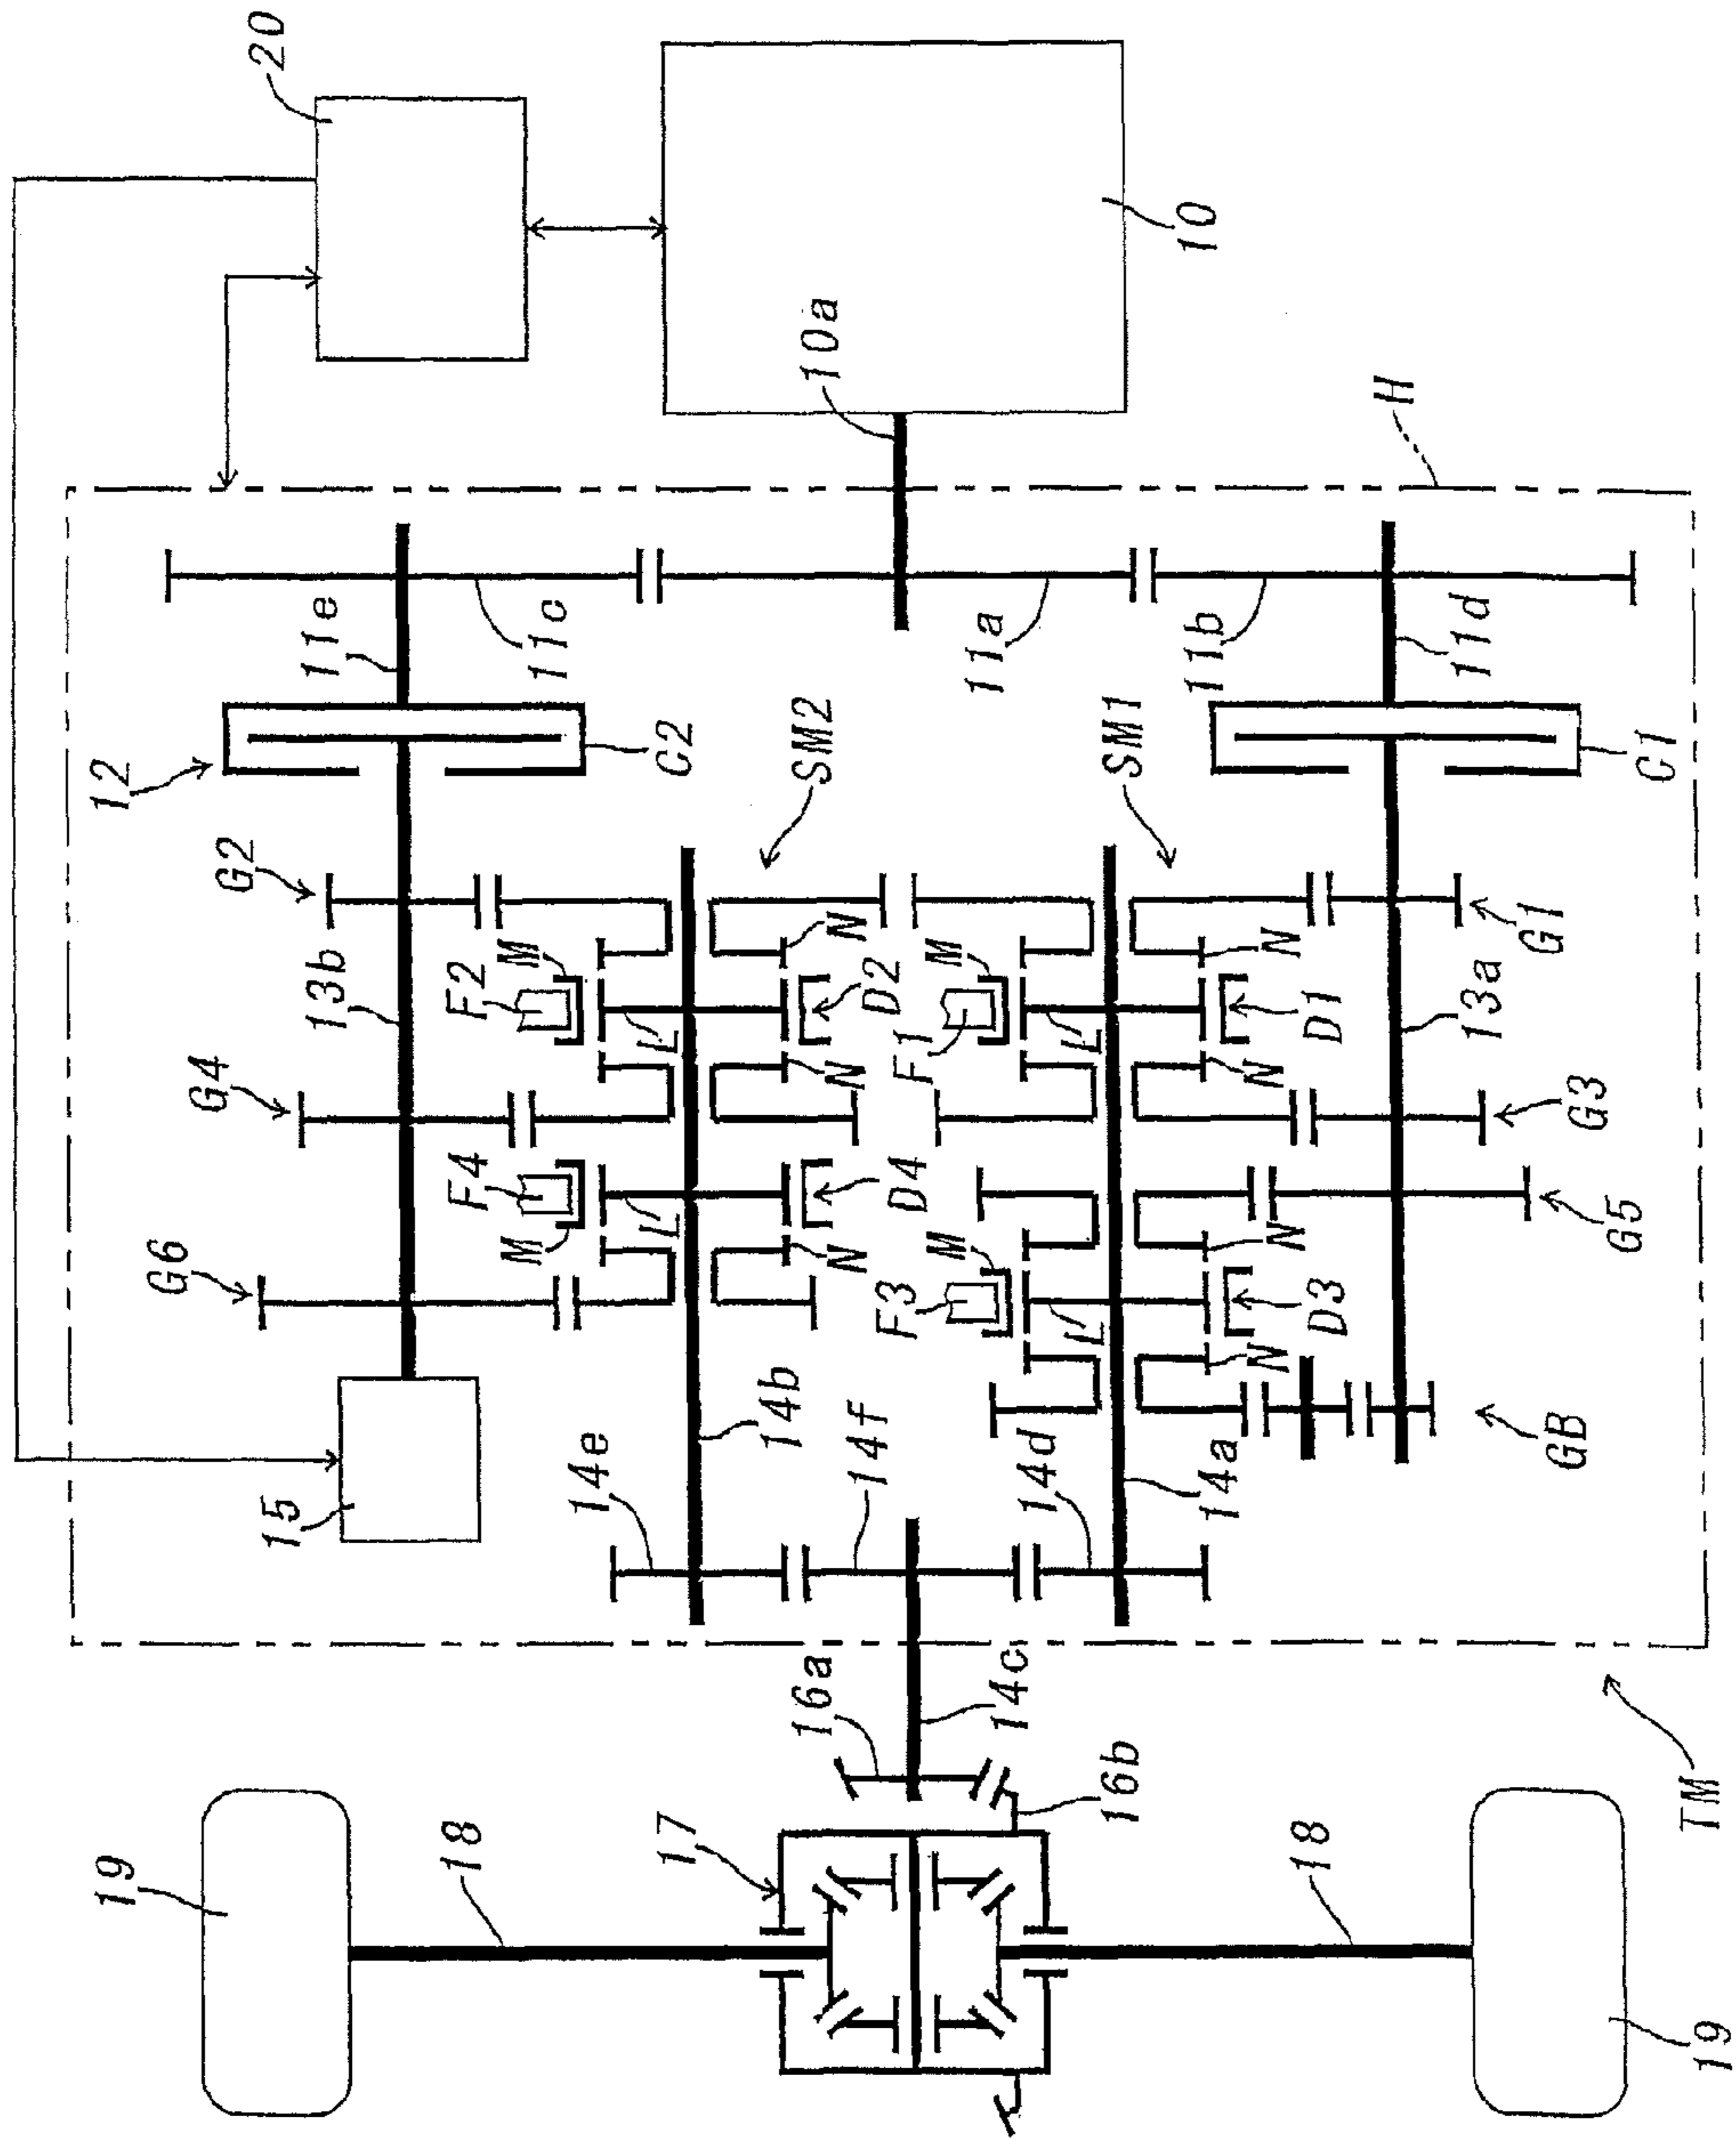 20
10
10a
H
11e
11c
11a
11b
11d
12
C2
SM2
SM1
C1
G2
13b
F2
M
N
D2
L
N
F1
M
N
D1
L
N
G1
13a
G4
F4
M
L
D4
N
G3
G6
F3
M
L
N
D3
N
G5
15
14e
14b
14f
14d
14a
GB
16a
14c
16b
TM
19
18
17
18
19